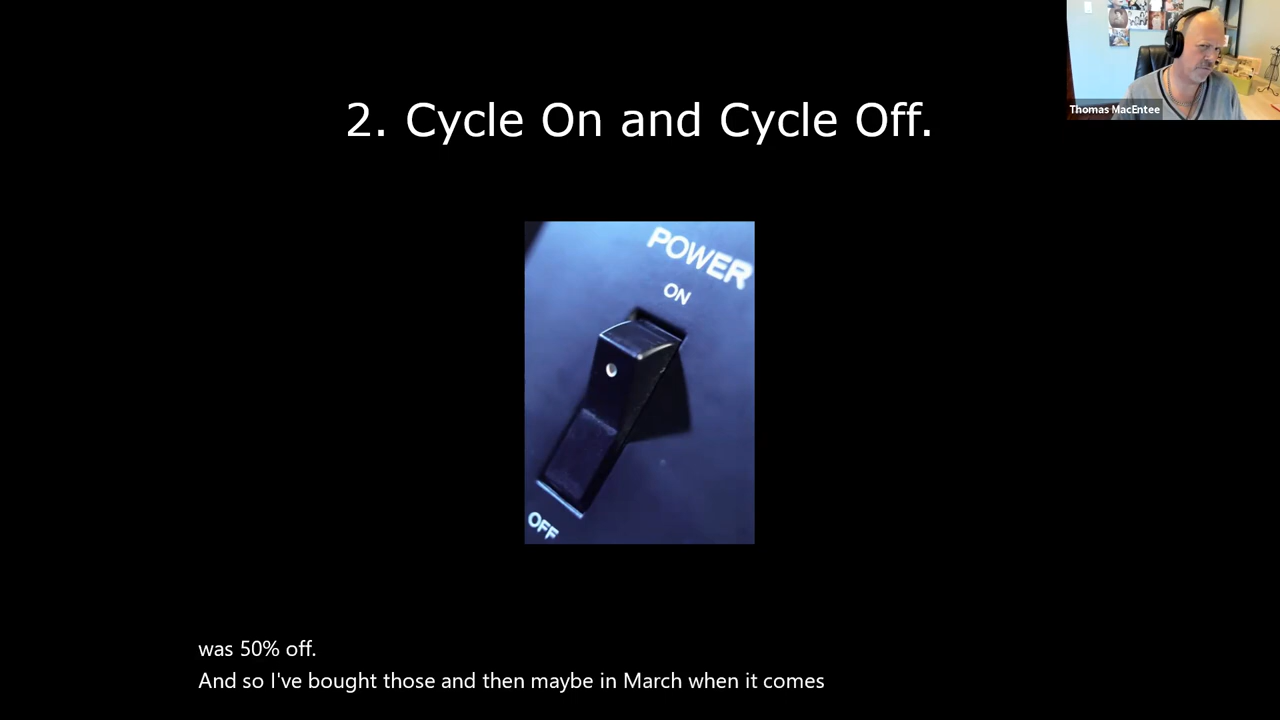 Thomas MacEntee
2. Cycle On and Cycle Off.
POWER
ON
OFF
was 50% off.
And so I've bought those and then maybe in March when it comes